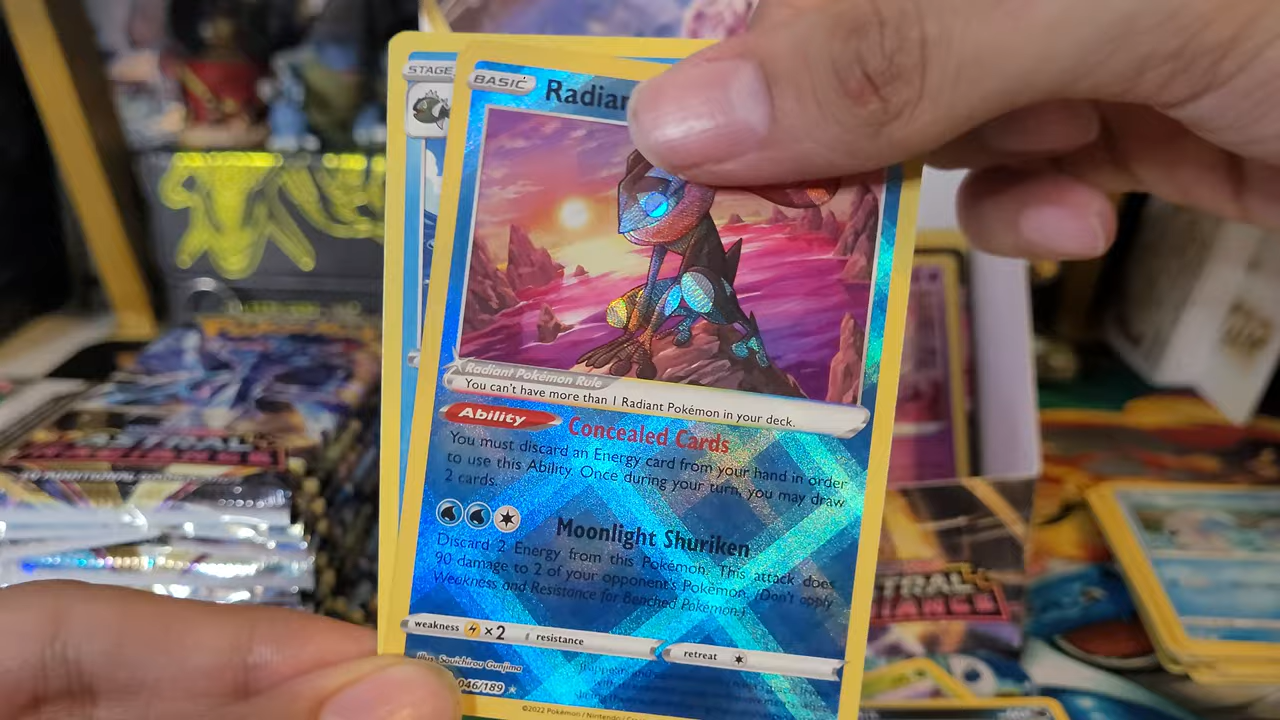 STAGE
BASIC
Radian
Radiant Pokémon Rule
You can't have more than 1 Radiant Pokémon in your deck.
Ability Concealed Cards
You must discard an Energy card from your hand in order
to use this Ability. Once during your turn, you may draw
2 cards.
Moonlight Shuriken
Discard 2 Energy from this Pokémon. This attack does
90 damage to 2 of your opponent's Pokémon. (Don't apply
Weakness and Resistance for Benched Pokémon.)
weakness ×2 resistance
retreat
illus. Souichirou Gunjima
046/189
©2022 Pokémon / Nintendo /
ASTRAL
10 ADDITIONAL